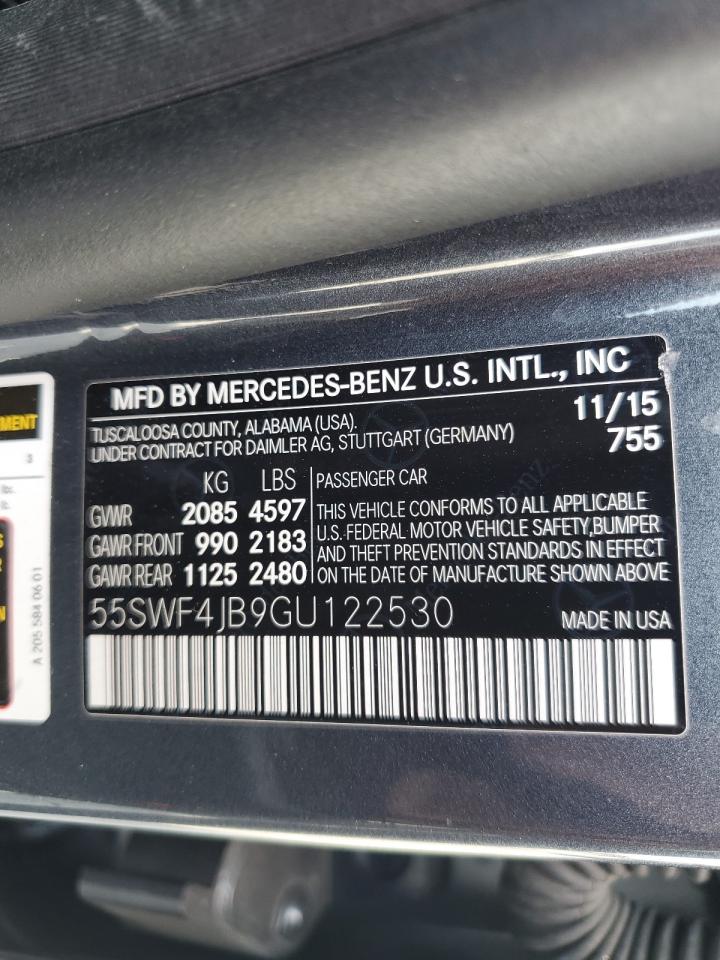 MFD BY MERCEDES-BENZ U.S. INTL., INC
TUSCALOOSA COUNTY, ALABAMA (USA). 11/15
UNDER CONTRACT FOR DAIMLER AG, STUTTGART (GERMANY) 755
KG LBS PASSENGER CAR
GVWR 2085 4597 THIS VEHICLE CONFORMS TO ALL APPLICABLE
U.S.-FEDERAL MOTOR VEHICLE SAFETY,BUMPER
GAWR FRONT 990 2183 AND THEFT PREVENTION STANDARDS IN EFFECT
GAWR REAR 1125 2480 ON THE DATE OF MANUFACTURE SHOWN ABOVE
55SWF4JB9GU122530 MADE IN USA
MENT
A 205 584 06 01